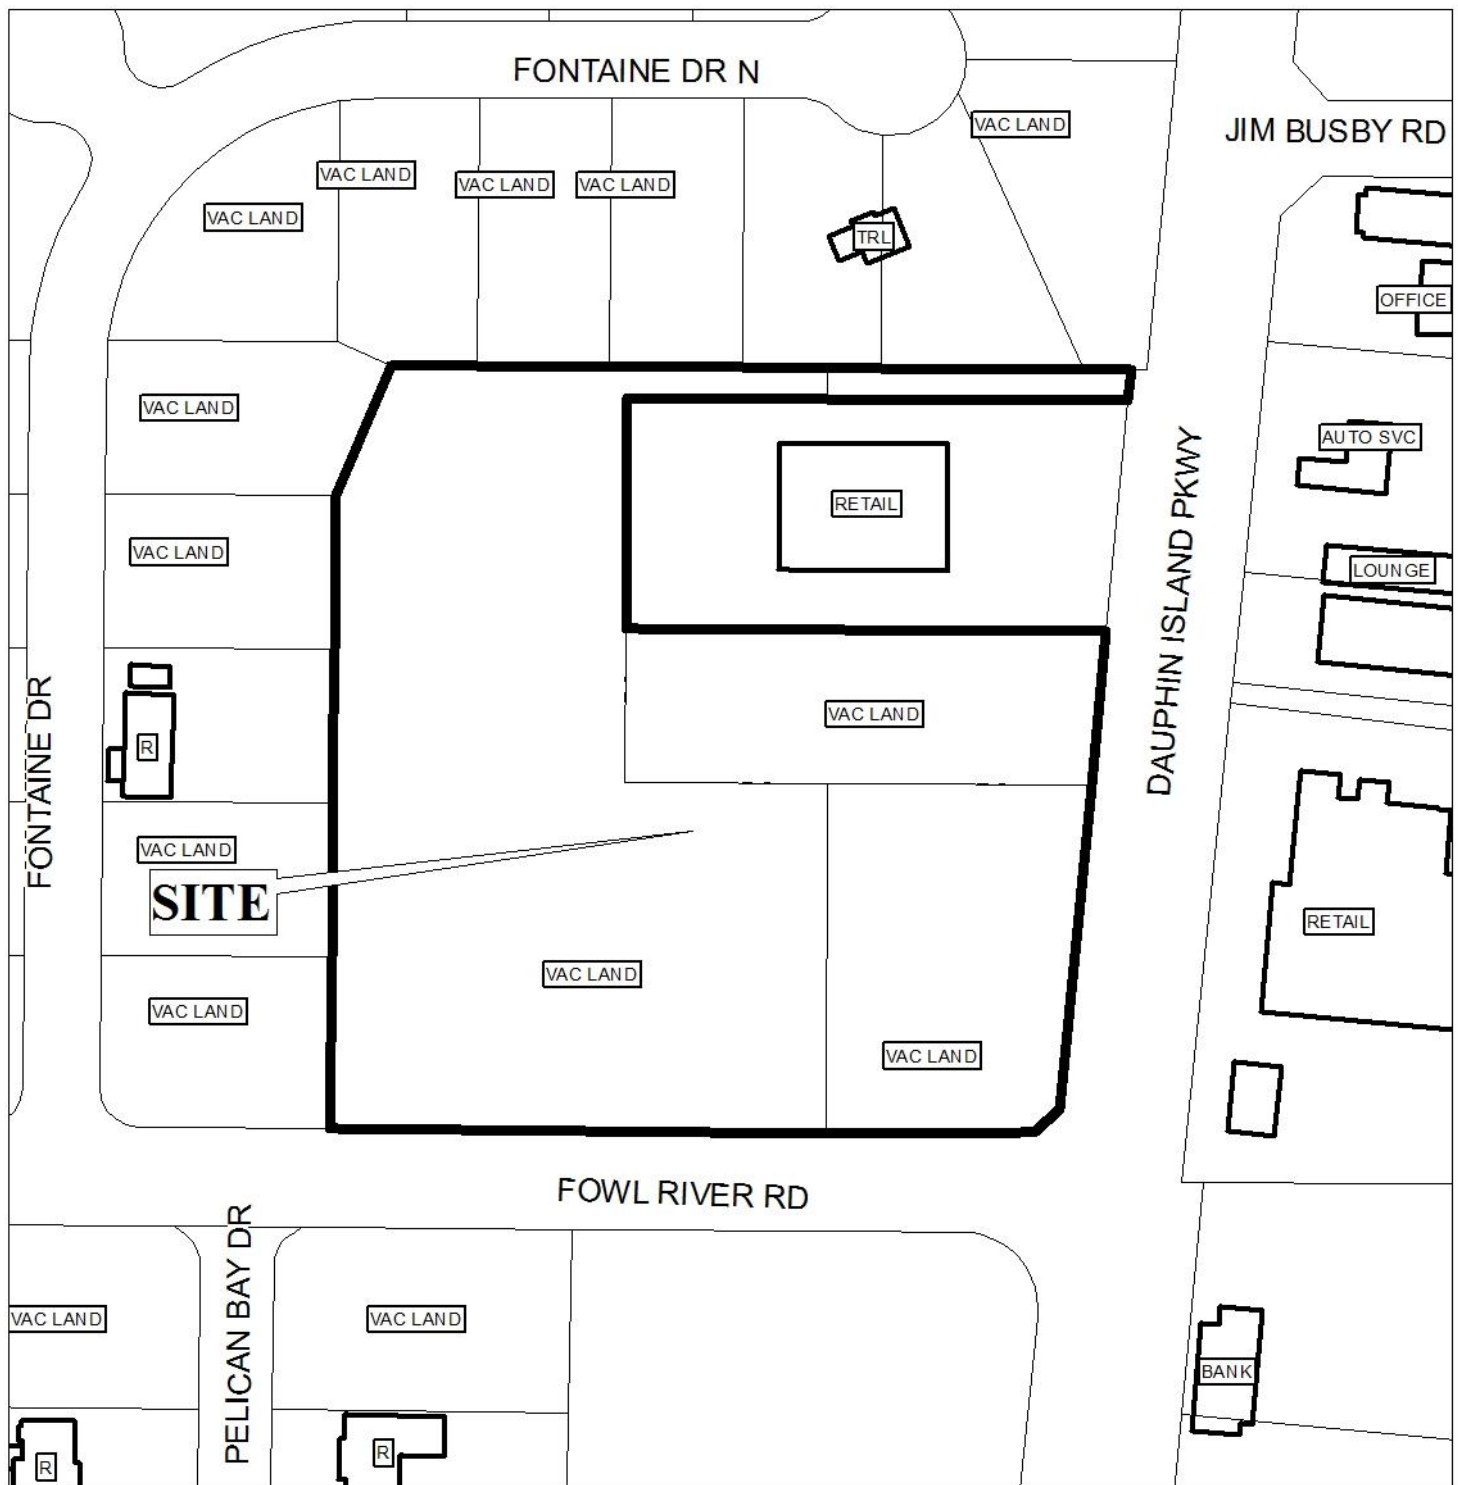 FONTAINE DR N
VAC LAND
JIM BUSBY RD
VAC LAND
VAC LAND
VAC LAND
VAC LAND
TRL
OFFICE
VAC LAND
AUTO SVC
RETAIL
VAC LAND
LOUNGE
DAUPHIN ISLAND PKWY
VAC LAND
R
FONTAINE DR
VAC LAND
SITE
RETAIL
VAC LAND
VAC LAND
VAC LAND
FOWL RIVER RD
PELICAN BAY DR
VAC LAND
VAC LAND
BANK
R
R